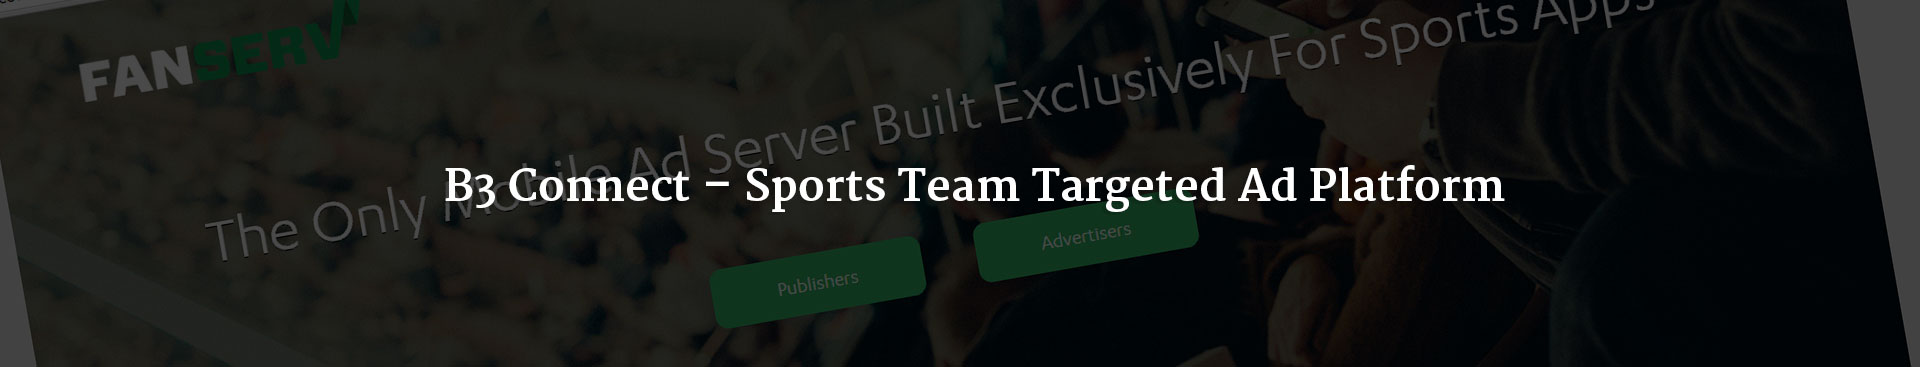 FANSERV
The Only Mobile Ad Server Built Exclusively For Sports Apps
B3 Connect – Sports Team Targeted Ad Platform
Publishers
Advertisers